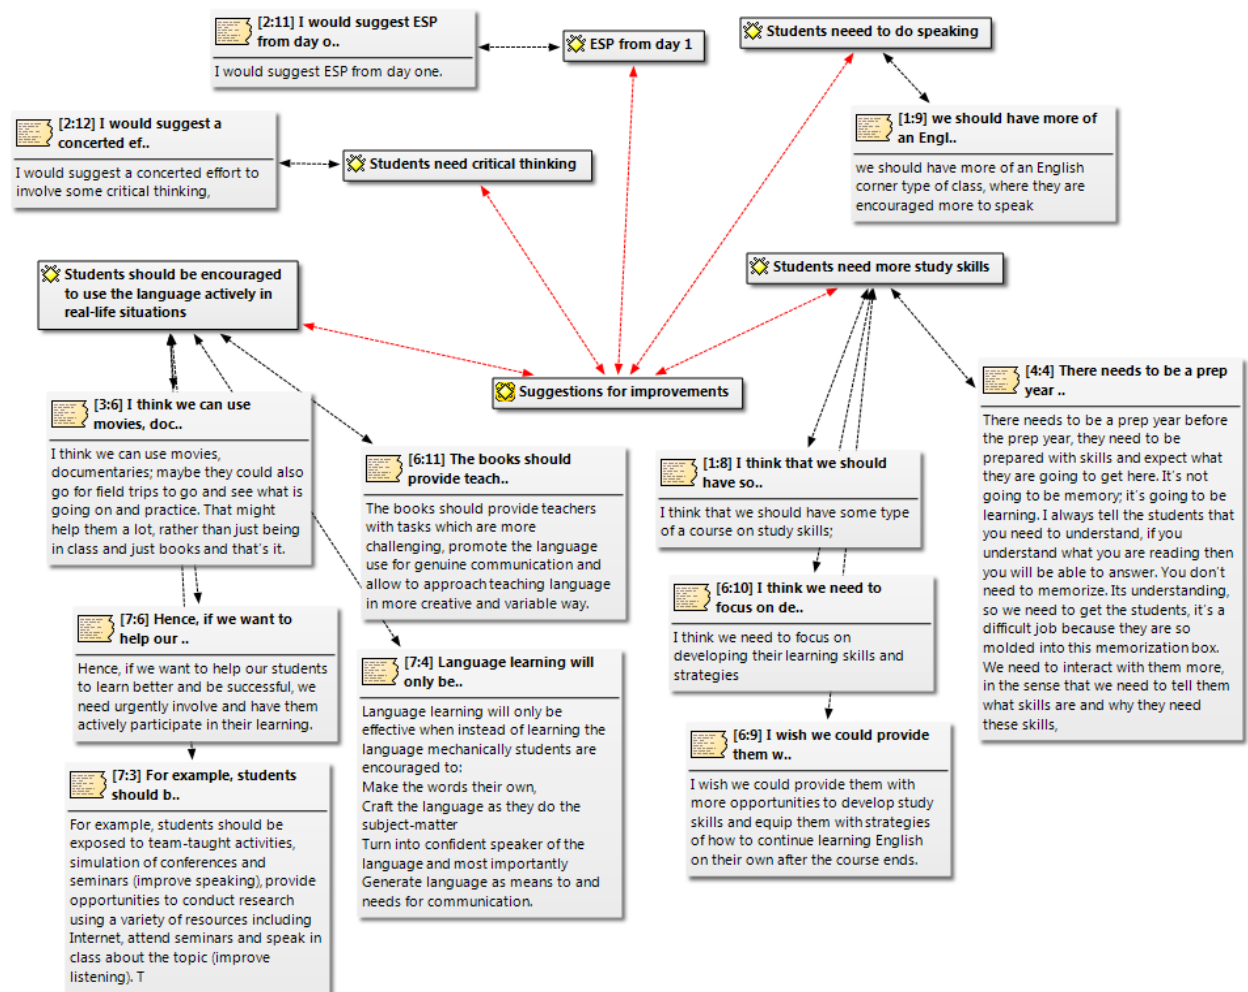 [2:11] I would suggest ESP
from day o..
I would suggest ESP from day one.
ESP from day 1
Students neeed to do speaking
[2:12] I would suggest a
concerted ef..
I would suggest a concerted effort to
involve some critical thinking,
Students need critical thinking
[1:9] we should have more of
an Engl..
we should have more of an English
corner type of class, where they are
encouraged more to speak
Students should be encouraged
to use the language actively in
real-life situations
Students need more study skills
Suggestions for improvements
[3:6] I think we can use
movies, doc..
I think we can use movies,
documentaries; maybe they could also
go for field trips to go and see what is
going on and practice. That might
help them a lot, rather than just being
in class and just books and that's it.
[6:11] The books should
provide teach..
The books should provide teachers
with tasks which are more
challenging, promote the language
use for genuine communication and
allow to approach teaching language
in more creative and variable way.
[1:8] I think that we should
have so..
I think that we should have some type
of a course on study skills;
[4:4] There needs to be a prep
year ..
There needs to be a prep year before
the prep year, they need to be
prepared with skills and expect what
they are going to get here. It's not
going to be memory; it's going to be
learning. I always tell the students that
you need to understand, if you
understand what you are reading then
you will be able to answer. You don't
need to memorize. Its understanding,
so we need to get the students, it's a
difficult job because they are so
molded into this memorization box.
We need to interact with them more,
in the sense that we need to tell them
what skills are and why they need
these skills,
[7:6] Hence, if we want to
help our ..
Hence, if we want to help our students
to learn better and be successful, we
need urgently involve and have them
actively participate in their learning.
[7:4] Language learning will
only be..
Language learning will only be
effective when instead of learning the
language mechanically students are
encouraged to:
Make the words their own,
Craft the language as they do the
subject-matter
Turn into confident speaker of the
language and most importantly
Generate language as means to and
needs for communication.
[6:10] I think we need to
focus on de..
I think we need to focus on
developing their learning skills and
strategies
[6:9] I wish we could provide
them w..
I wish we could provide them with
more opportunities to develop study
skills and equip them with strategies
of how to continue learning English
on their own after the course ends.
[7:3] For example, students
should b..
For example, students should be
exposed to team-taught activities,
simulation of conferences and
seminars (improve speaking), provide
opportunities to conduct research
using a variety of resources including
Internet, attend seminars and speak in
class about the topic (improve
listening). T